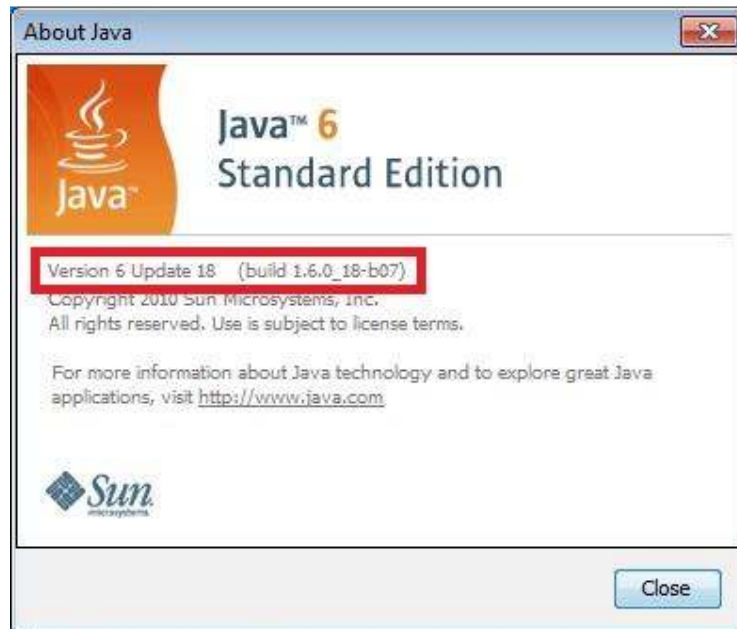 About Java
Java™
Java™ 6
Standard Edition
Version 6 Update 18 (build 1.6.0_18-b07)
Copyright 2010 Sun Microsystems, Inc.
All rights reserved. Use is subject to license terms.
For more information about Java technology and to explore great Java
applications, visit http://www.java.com
Sun
microsystems
Close